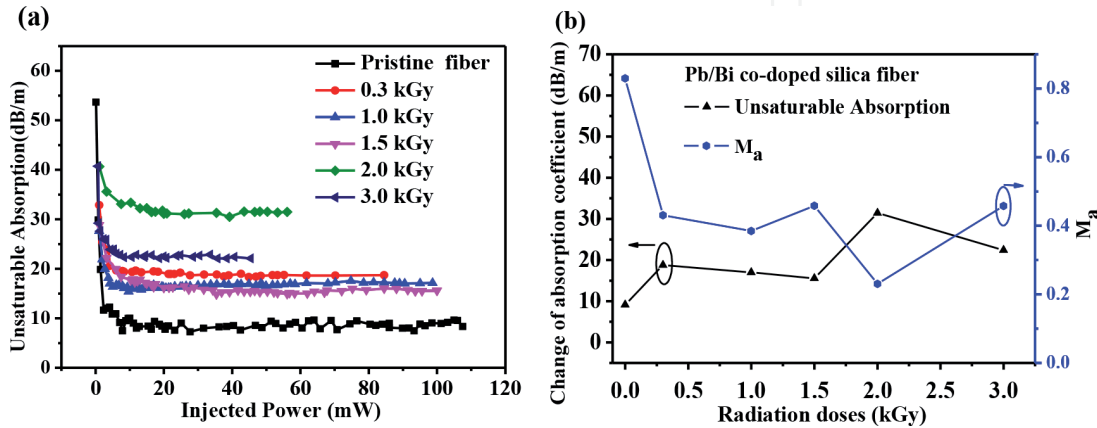 (a)
Unsaturable Absorption(dB/m)
60
50
40
30
20
10
0
Pristine fiber
0.3 kGy
1.0 kGy
1.5 kGy
2.0 kGy
3.0 kGy
0 20 40 60 80 100 120
Injected Power (mW)
(b)
Change of absorption coefficient (dB/m)
70
60
50
40
30
20
10
0
Pb/Bi co-doped silica fiber
Unsaturable Absorption
Ma
0.8
0.6
0.4
0.2
0.0
Ma
0.0 0.5 1.0 1.5 2.0 2.5 3.0
Radiation doses (kGy)